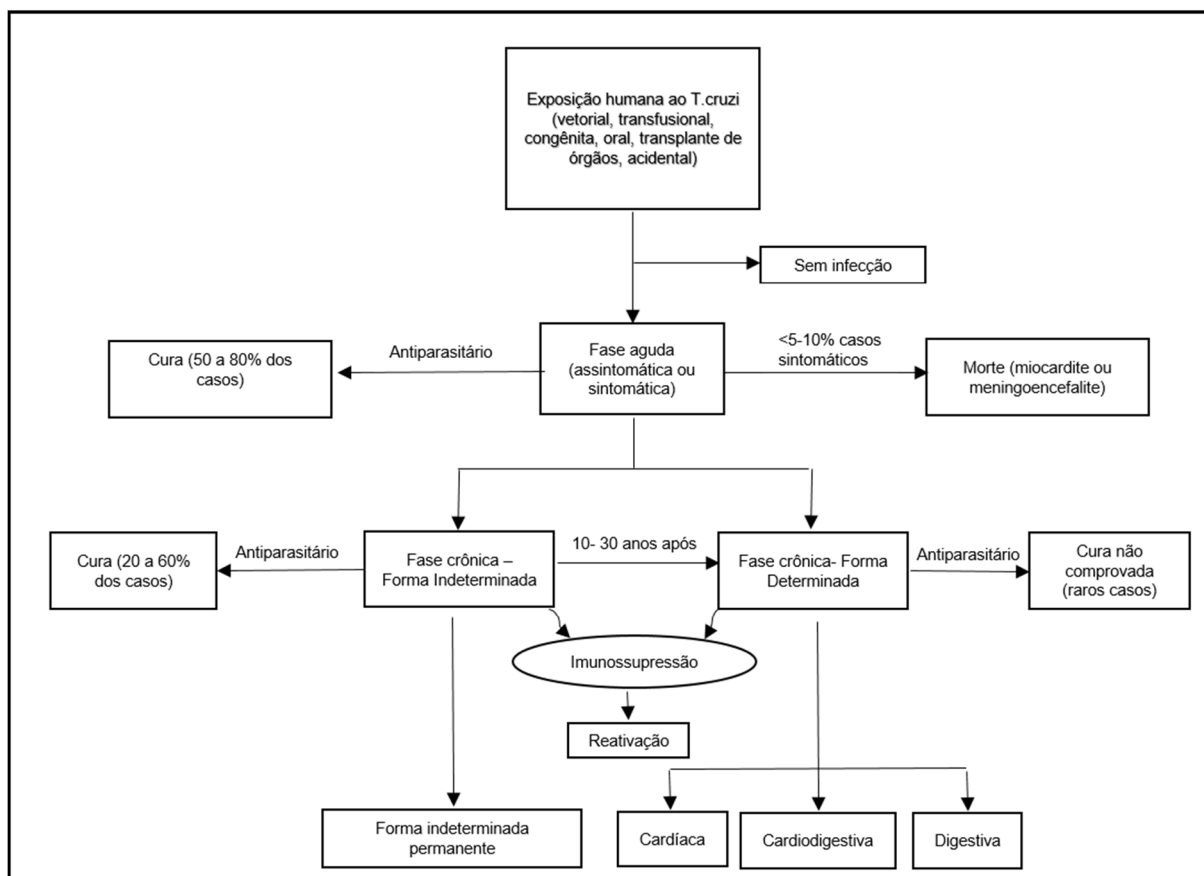 Exposição humana ao T.cruzi
(vetorial, transfusional,
congênita, oral, transplante de
órgãos, acidental)
Sem infecção
Cura (50 a 80% dos
casos)
Antiparasitário
Fase aguda
(assintomática ou
sintomática)
<5-10% casos
sintomáticos
Morte (miocardite ou
meningoencefalite)
Cura (20 a 60%
dos casos)
Antiparasitário
Fase crônica –
Forma Indeterminada
10- 30 anos após
Fase crônica- Forma
Determinada
Antiparasitário
Cura não
comprovada
(raros casos)
Imunossupressão
Reativação
Forma indeterminada
permanente
Cardíaca
Cardiodigestiva
Digestiva